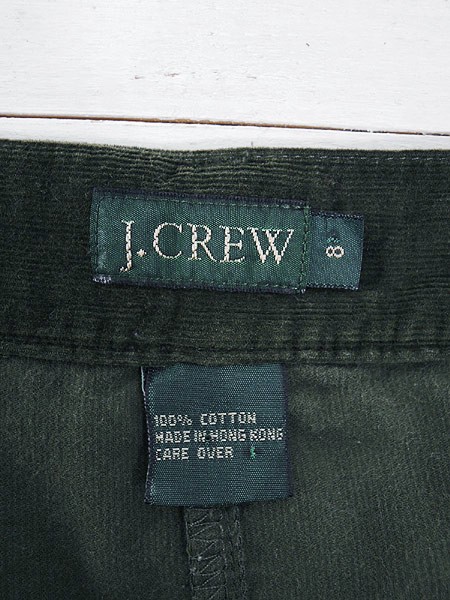 J.CREW
8
100% COTTON
MADE IN HONG KONG
CARE OVER